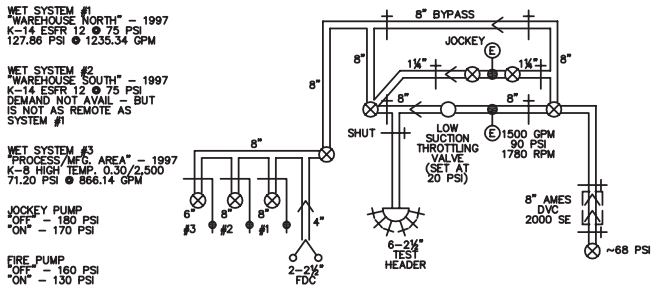 WET SYSTEM #1
"WAREHOUSE NORTH" – 1997
K-14 ESFR 12 @ 75 PSI
127.86 PSI @ 1235.34 GPM
WET SYSTEM #2
"WAREHOUSE SOUTH" – 1997
K-14 ESFR 12 @ 75 PSI
DEMAND NOT AVAIL – BUT
IS NOT AS REMOTE AS
SYSTEM #1
WET SYSTEM #3
"PROCESS/MFG. AREA" – 1997
K-8 HIGH TEMP. 0.30/2,500
71.20 PSI @ 866.14 GPM
JOCKEY PUMP
"OFF" – 180 PSI
"ON" – 170 PSI
FIRE PUMP
"OFF" – 160 PSI
"ON" – 130 PSI
8" BYPASS
JOCKEY
E
8"
8"
1¼"
1¼"
8"
8"
8"
SHUT
LOW
SUCTION
THROTTLING
VALVE
(SET AT
20 PSI)
E
1500 GPM
90 PSI
1780 RPM
8"
6"
8"
8"
#3
#2
#1
4"
2–2½"
FDC
6–2½"
TEST
HEADER
8" AMES
DVC
2000 SE
~68 PSI